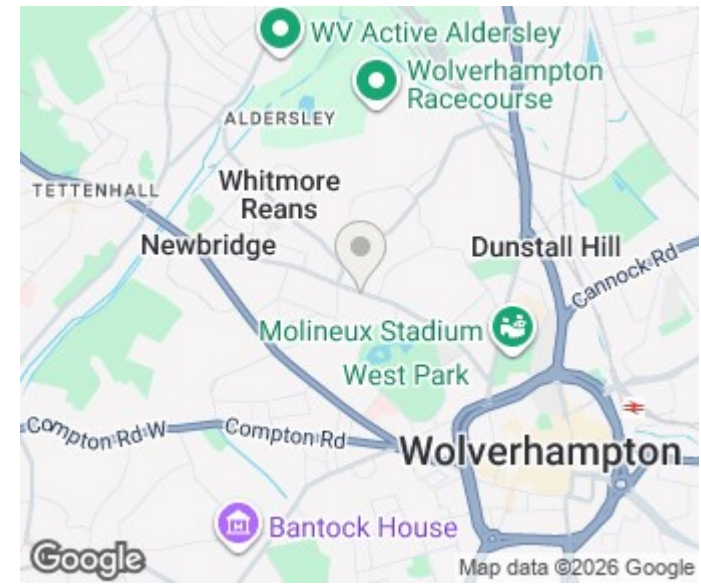 WV Active Aldersley
Wolverhampton
Racecourse
ALDERSLEY
TETTENHALL
Whitmore
Reans
Newbridge
Dunstall Hill
Cannock Rd
Molineux Stadium
West Park
Compton Rd W
Compton Rd
Wolverhampton
Bantock House
Google
Map data ©2026 Google